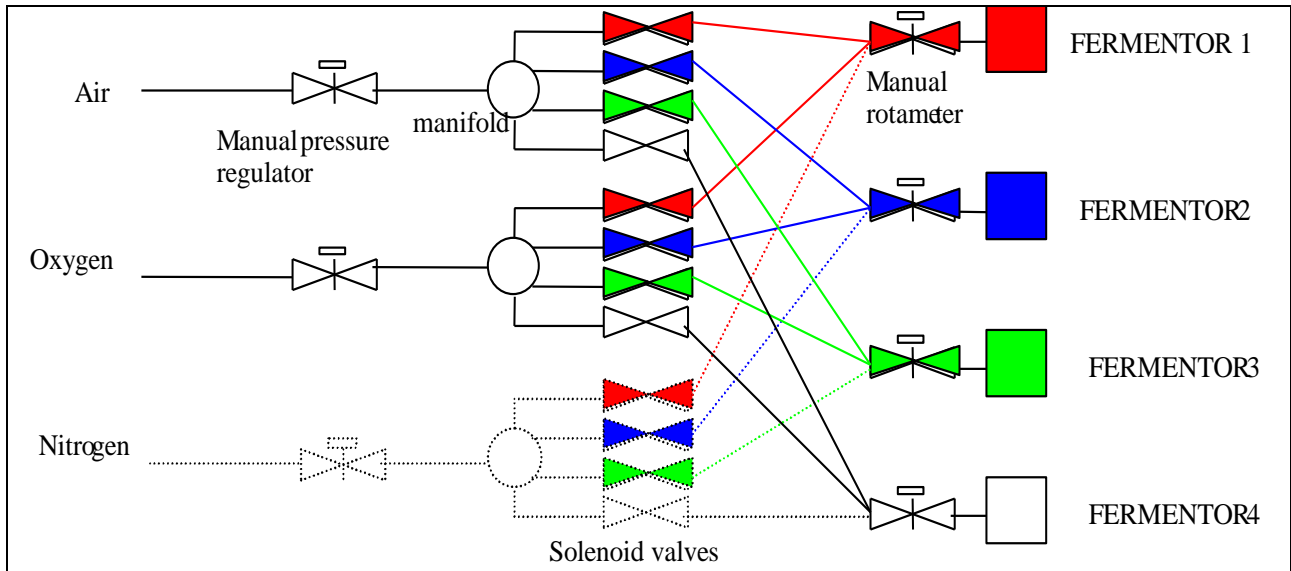 FERMENTOR 1
Air
Manual
rotameter
manifold
Manual pressure
regulator
FERMENTOR2
Oxygen
FERMENTOR3
Nitrogen
FERMENTOR4
Solenoid valves